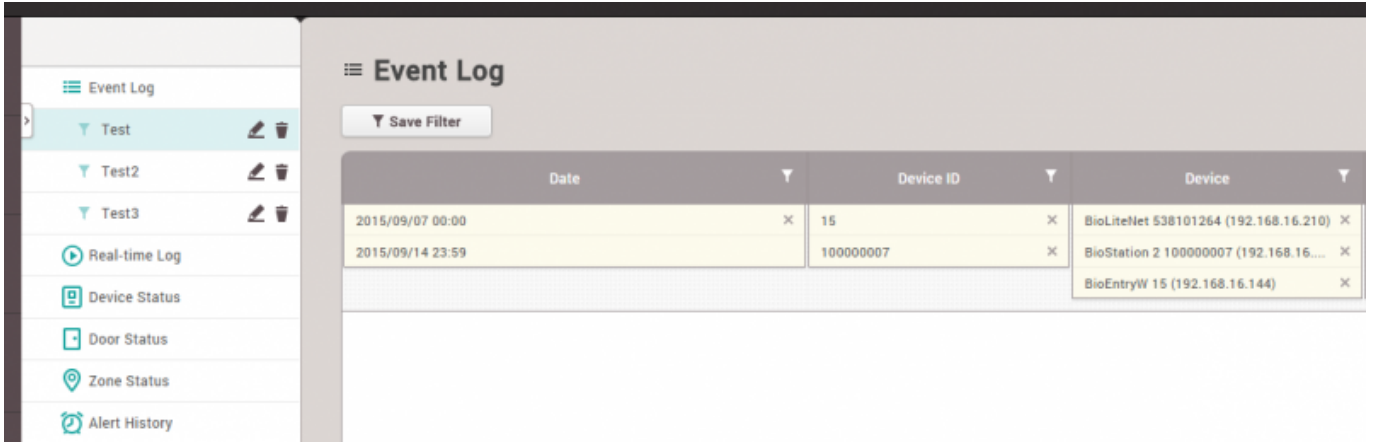 Event Log
Test
Test2
Test3
Real-time Log
Device Status
Door Status
Zone Status
Alert History
Event Log
Save Filter
Date Device ID Device
2015/09/07 00:00 15 BioLiteNet 538101264 (192.168.16.210)
2015/09/14 23:59 100000007 BioStation 2 100000007 (192.168.16....
BioEntryW 15 (192.168.16.144)